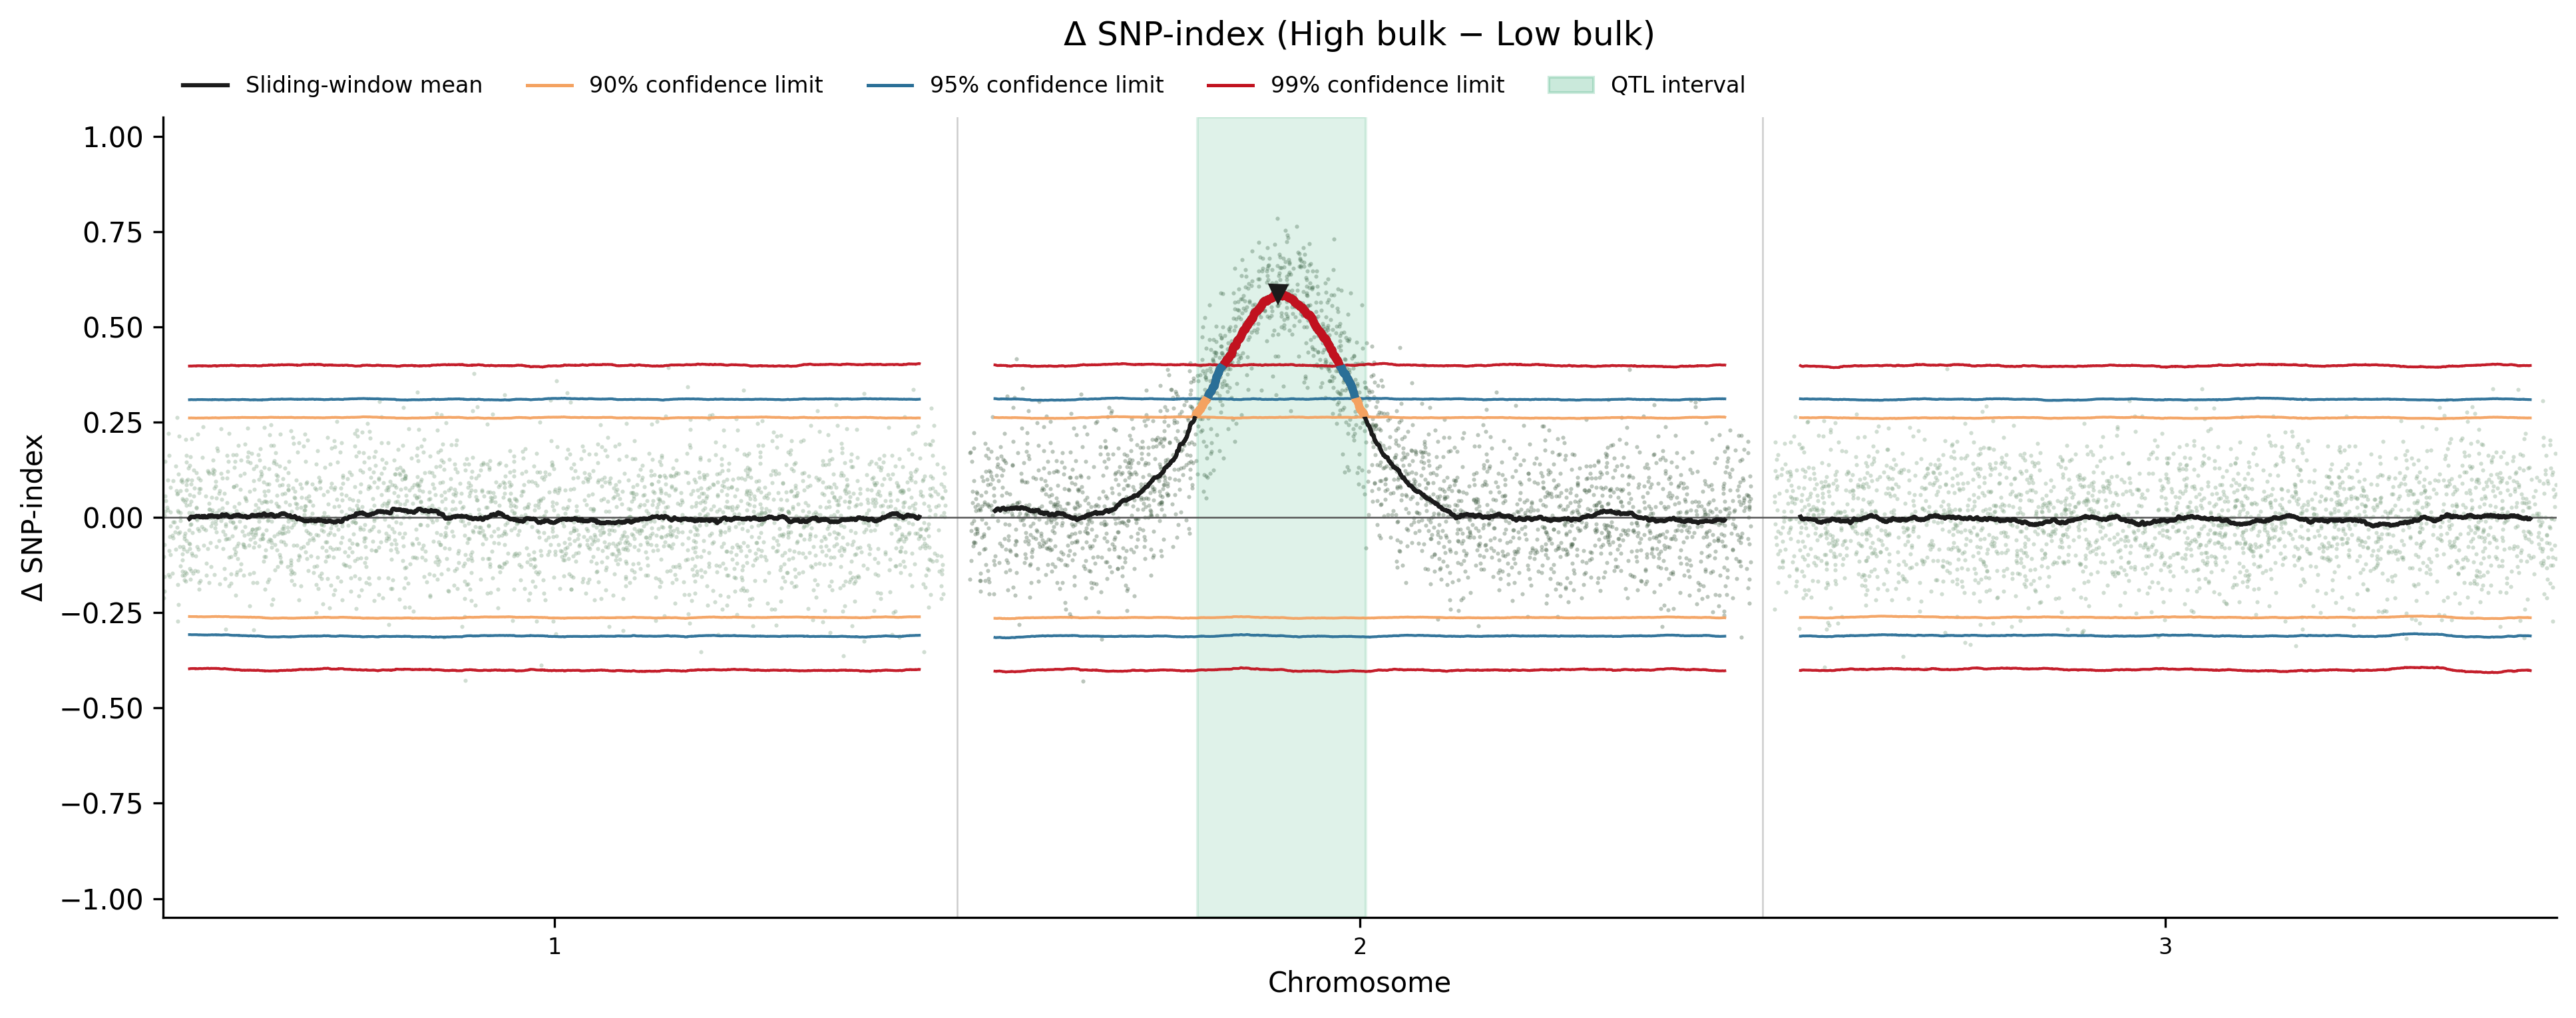 Δ SNP-index (High bulk − Low bulk)
Sliding-window mean 90% confidence limit 95% confidence limit 99% confidence limit QTL interval
1.00
0.75
0.50
0.25
0.00
−0.25
−0.50
−0.75
−1.00
Δ SNP-index
1 2 3
Chromosome